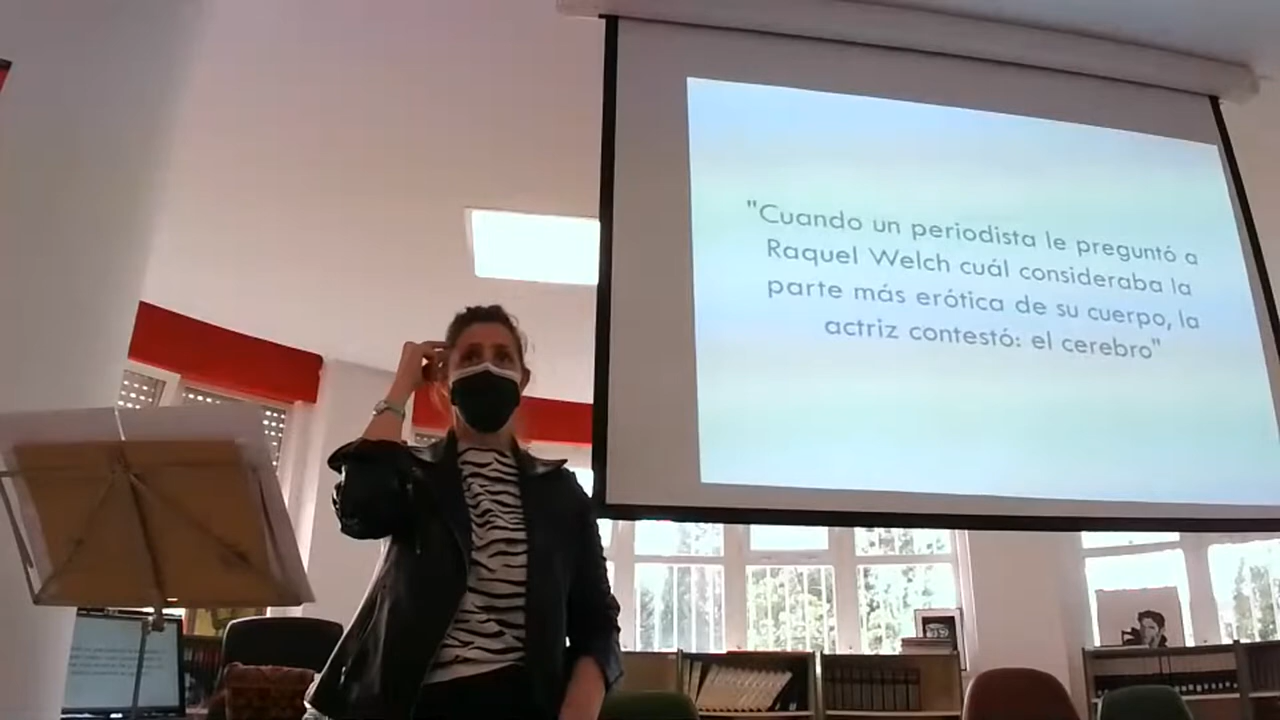 "Cuando un periodista le preguntó a
Raquel Welch cuál consideraba la
parte más erótica de su cuerpo, la
actriz contestó: el cerebro"